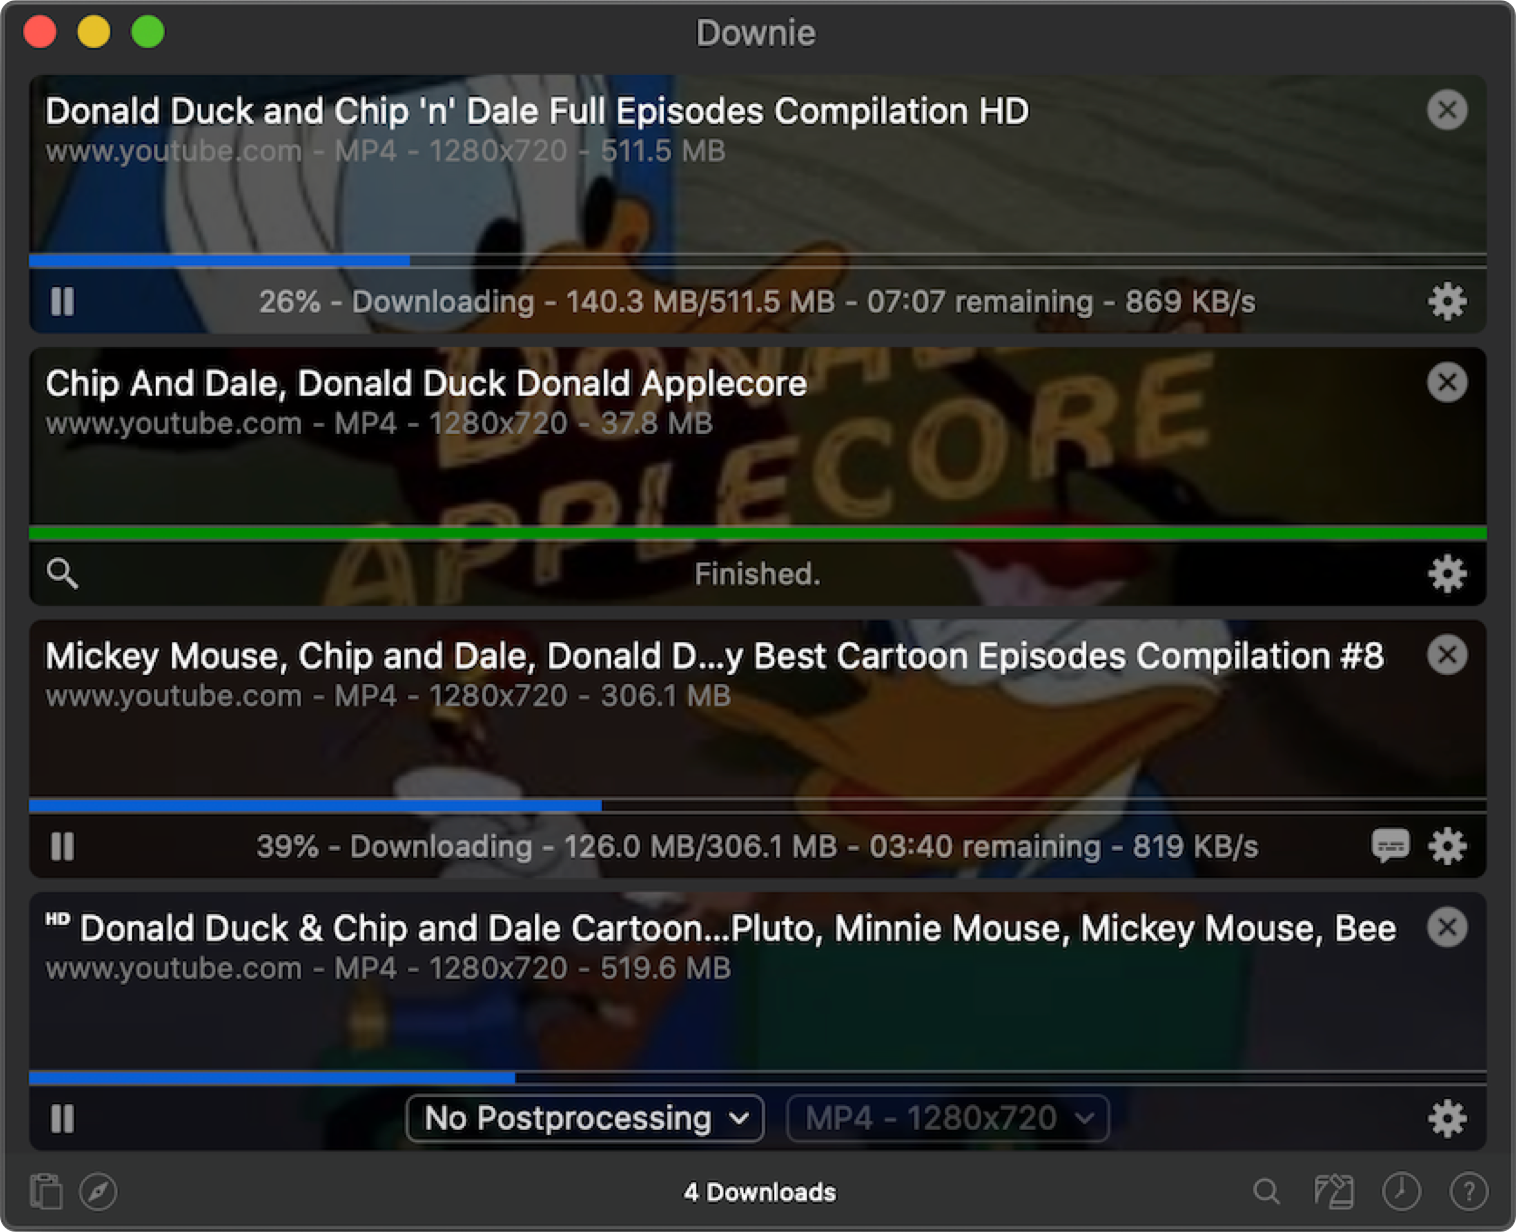 Downie
Donald Duck and Chip 'n' Dale Full Episodes Compilation HD
www.youtube.com - MP4 - 1280x720 - 511.5 MB
26% - Downloading - 140.3 MB/511.5 MB - 07:07 remaining - 869 KB/s
Chip And Dale, Donald Duck Donald Applecore
www.youtube.com - MP4 - 1280x720 - 37.8 MB
DONALD
APPLECORE
Finished.
Mickey Mouse, Chip and Dale, Donald D...y Best Cartoon Episodes Compilation #8
www.youtube.com - MP4 - 1280x720 - 306.1 MB
39% - Downloading - 126.0 MB/306.1 MB - 03:40 remaining - 819 KB/s
HD Donald Duck & Chip and Dale Cartoon...Pluto, Minnie Mouse, Mickey Mouse, Bee
www.youtube.com - MP4 - 1280x720 - 519.6 MB
No Postprocessing MP4 - 1280x720
4 Downloads ?